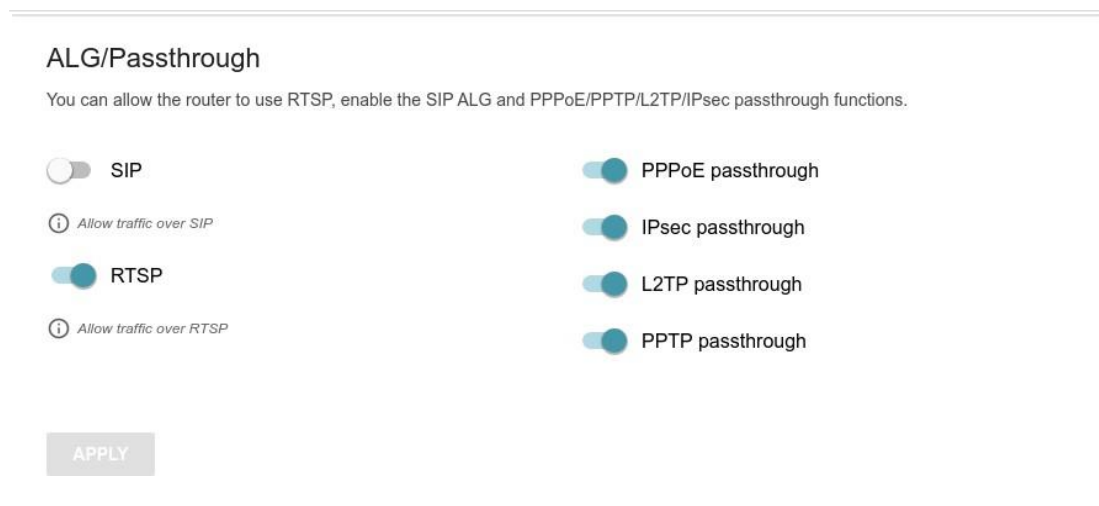 ALG/Passthrough
You can allow the router to use RTSP, enable the SIP ALG and PPPoE/PPTP/L2TP/IPsec passthrough functions.
SIP
Allow traffic over SIP
RTSP
Allow traffic over RTSP
PPPoE passthrough
IPsec passthrough
L2TP passthrough
PPTP passthrough
APPLY